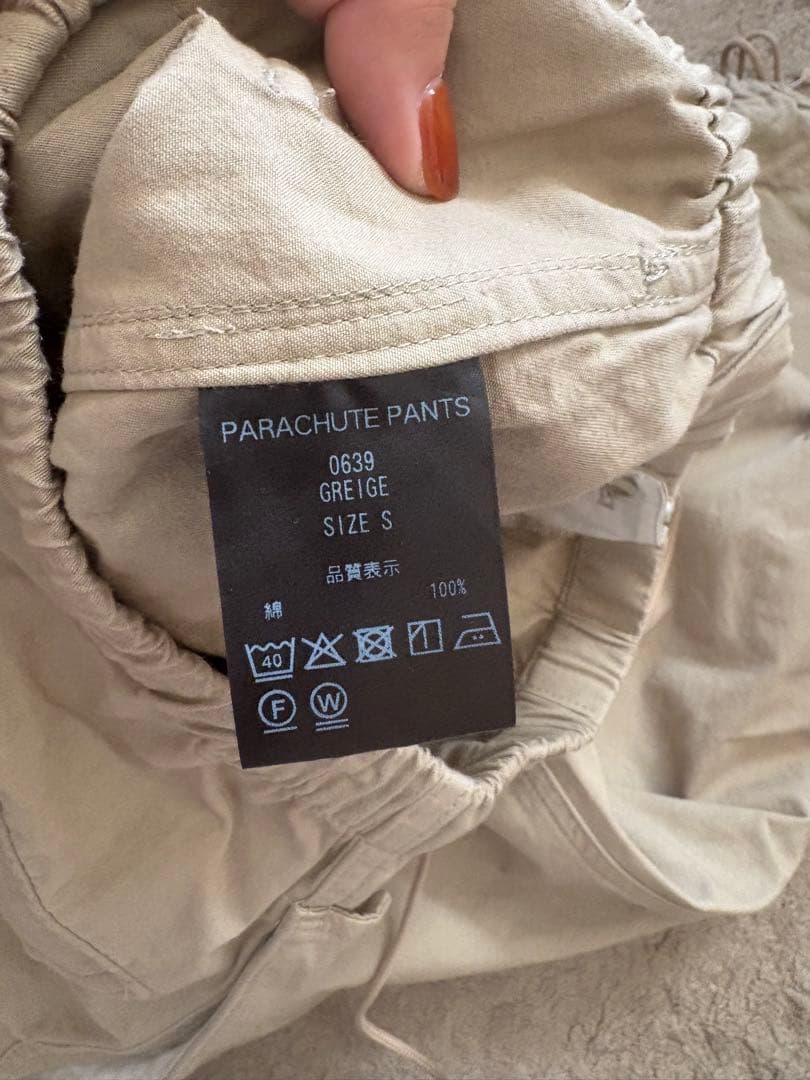 PARACHUTE PANTS
0639
GREIGE
SIZE S
品質表示
綿 100%
40
F W